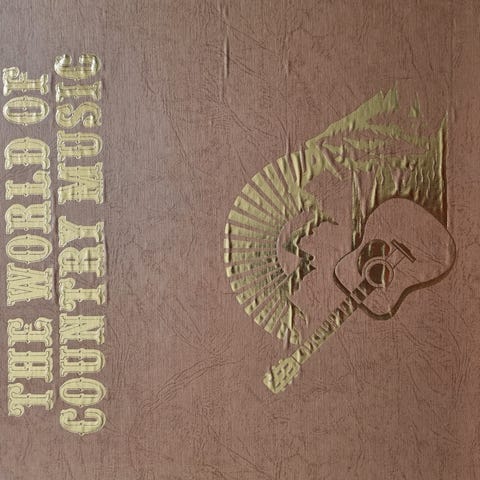 THE WORLD OF
COUNTRY MUSIC